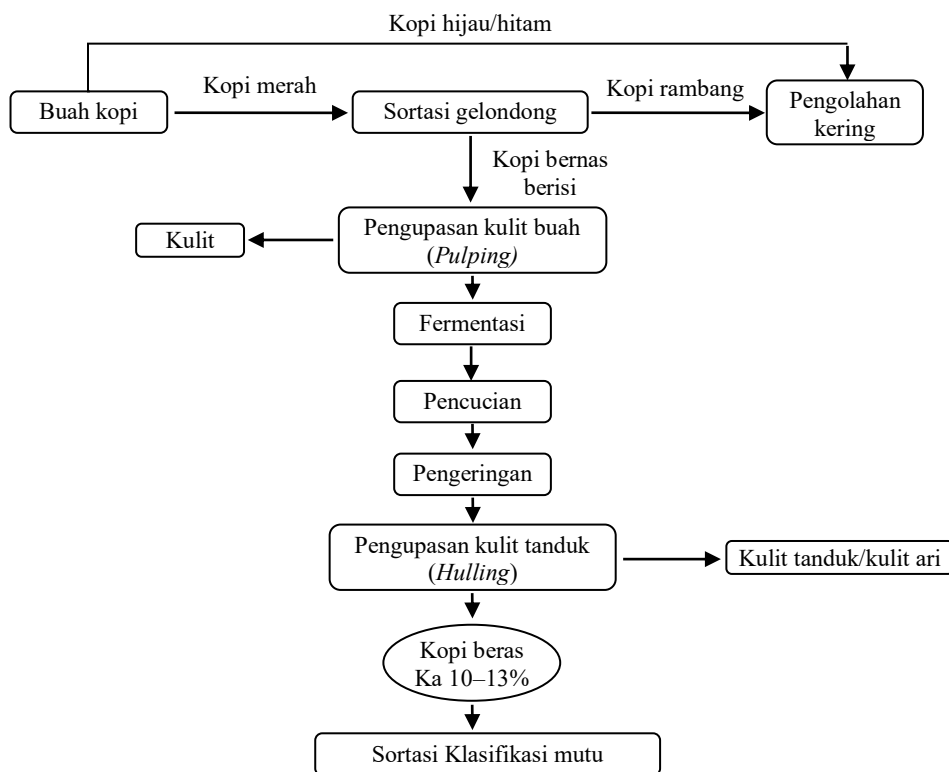 Kopi hijau/hitam
Kopi merah
Kopi rambang
Buah kopi
Sortasi gelondong
Pengolahan
kering
Kopi bernas
berisi
Kulit
Pengupasan kulit buah
(Pulping)
Fermentasi
Pencucian
Pengeringan
Pengupasan kulit tanduk
(Hulling)
Kulit tanduk/kulit ari
Kopi beras
Ka 10–13%
Sortasi Klasifikasi mutu